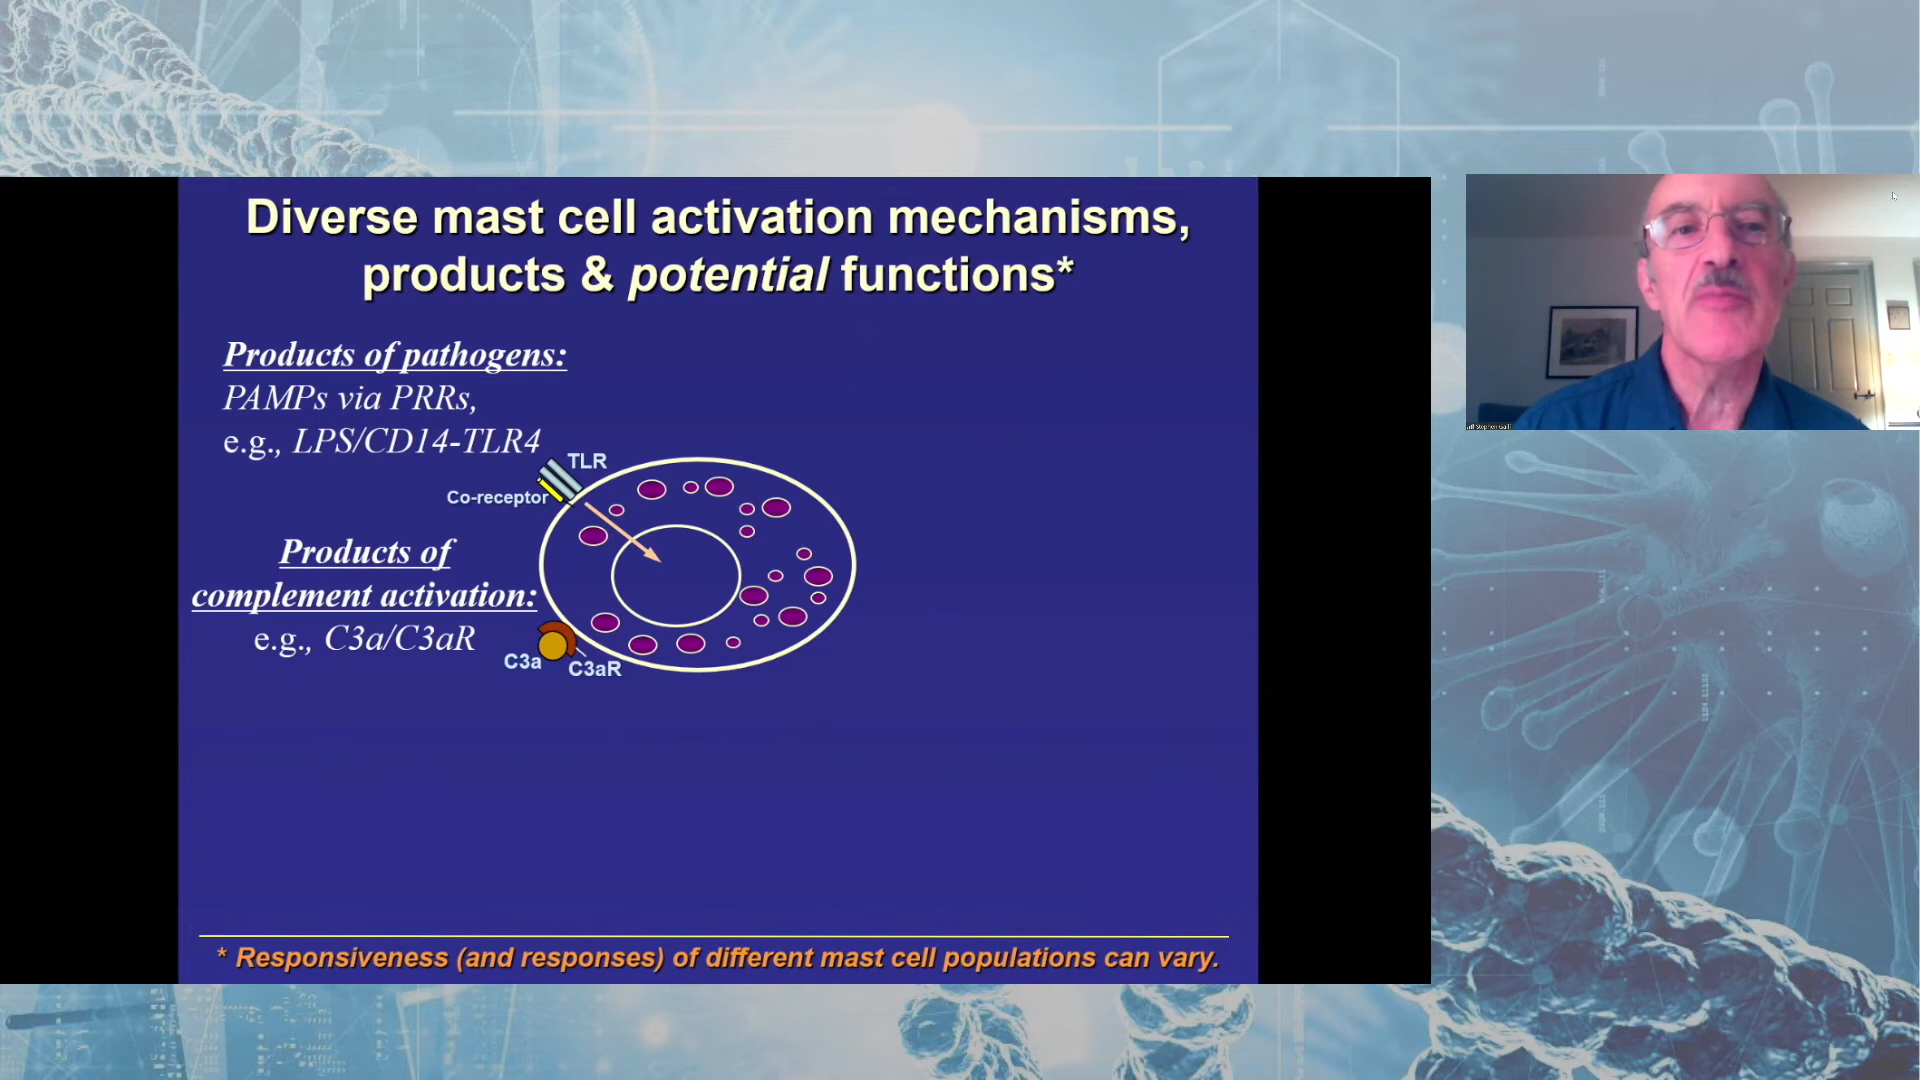 Diverse mast cell activation mechanisms,
products & potential functions*
Products of pathogens:
PAMPs via PRRs,
e.g., LPS/CD14-TLR4
TLR
Co-receptor
Products of
complement activation:
e.g., C3a/C3aR
C3a
C3aR
* Responsiveness (and responses) of different mast cell populations can vary.
Stephen Galli